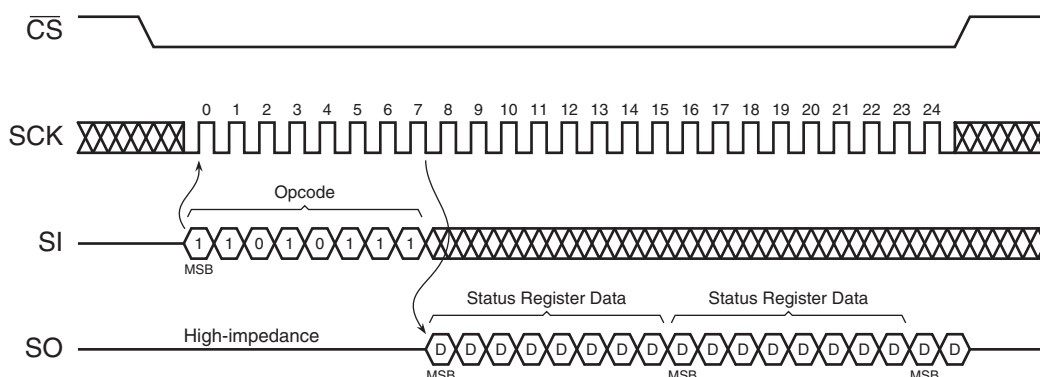 CS
0 1 2 3 4 5 6 7 8 9 10 11 12 13 14 15 16 17 18 19 20 21 22 23 24
SCK
Opcode
SI
1 1 0 1 0 1 1 1
MSB
Status Register Data Status Register Data
High-impedance
SO
D D D D D D D D D D D D D D D D D D
MSB MSB MSB